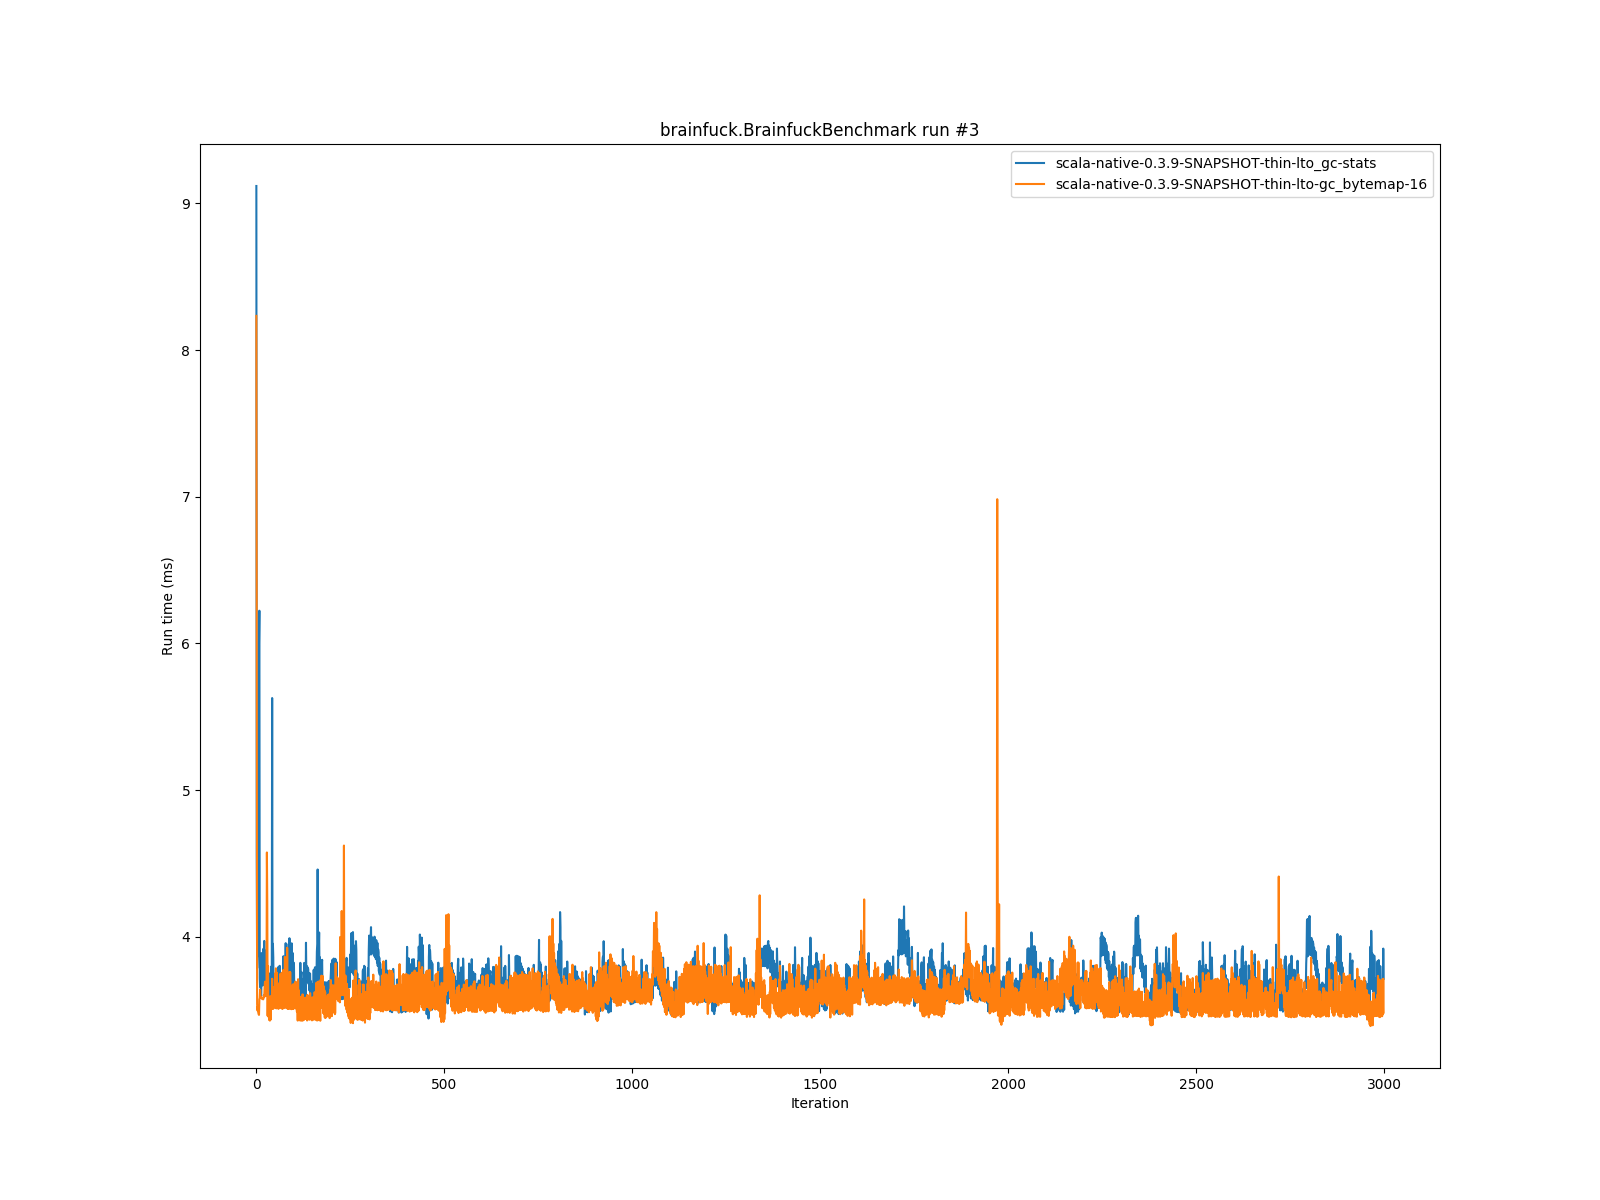 brainfuck.BrainfuckBenchmark run #3
scala-native-0.3.9-SNAPSHOT-thin-lto_gc-stats
scala-native-0.3.9-SNAPSHOT-thin-lto-gc_bytemap-16
9
8
7
6
5
4
Run time (ms)
0 500 1000 1500 2000 2500 3000
Iteration